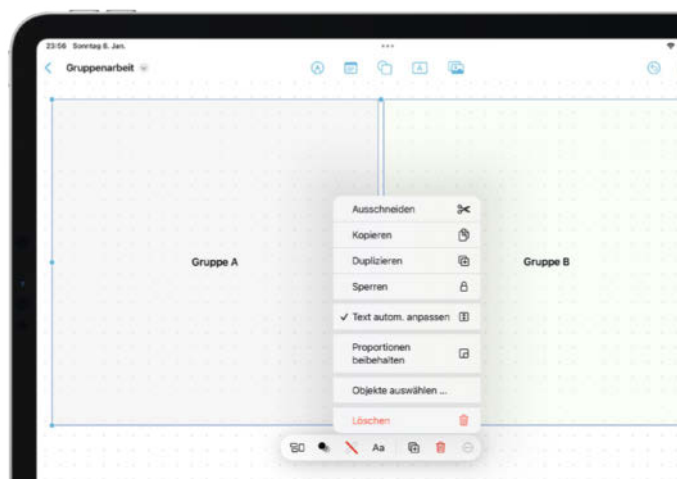 23:56 Sonntag 8. Jan.
Gruppenarbeit
A
Gruppe A
Gruppe B
Ausschneiden
Kopieren
Duplizieren
Sperren
✓ Text autom. anpassen
Proportionen
beibehalten
Objekte auswählen ...
Löschen
Aa